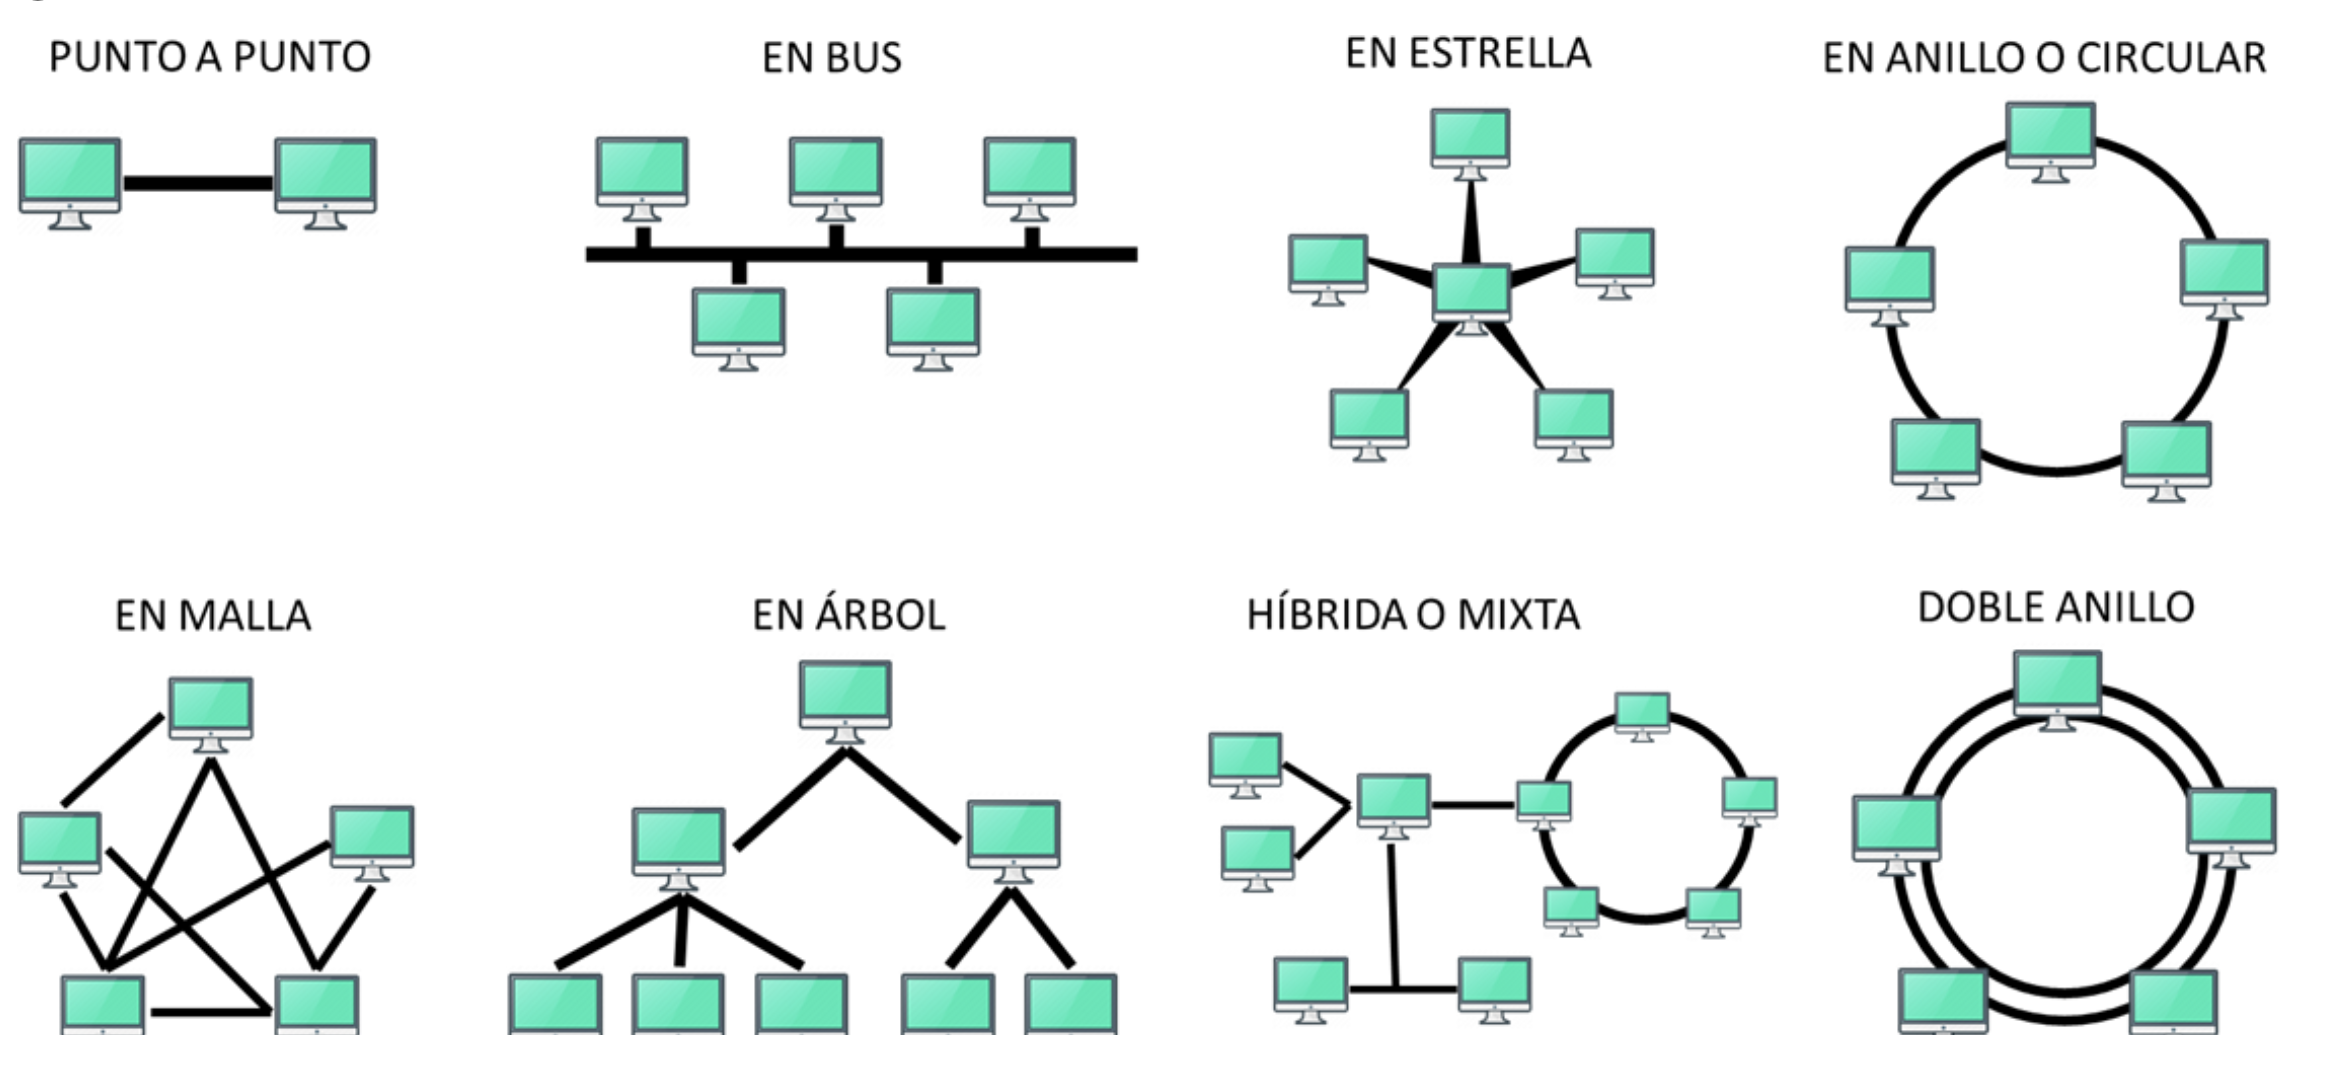 PUNTO A PUNTO
EN BUS
EN ESTRELLA
EN ANILLO O CIRCULAR
EN MALLA
EN ÁRBOL
HÍBRIDA O MIXTA
DOBLE ANILLO